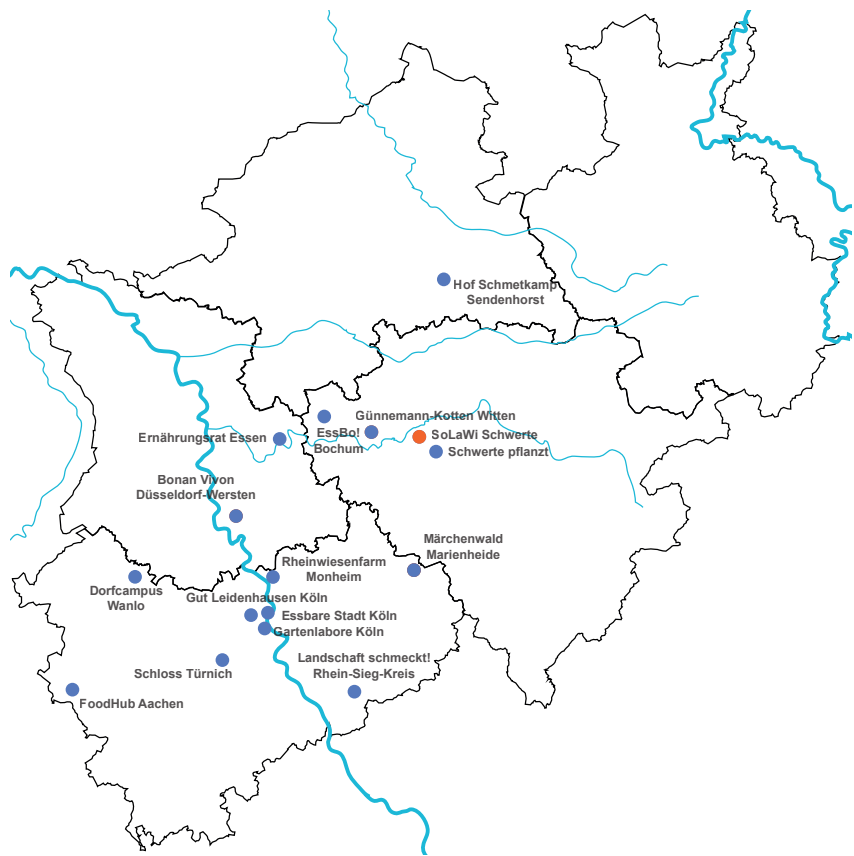 Hof Schmetkamp
Sendenhorst
Günnemann-Kotten Witten
EssBo!
Bochum
SoLaWi Schwerte
Ernährungsrat Essen
Schwerte pflanzt
Bonan Vivon
Düsseldorf-Wersten
Märchenwald
Marienheide
Rheinwiesenfarm
Monheim
Dorfcampus
Wanlo
Gut Leidenhausen Köln
Essbare Stadt Köln
Gartenlabore Köln
Landschaft schmeckt!
Rhein-Sieg-Kreis
Schloss Türnich
FoodHub Aachen